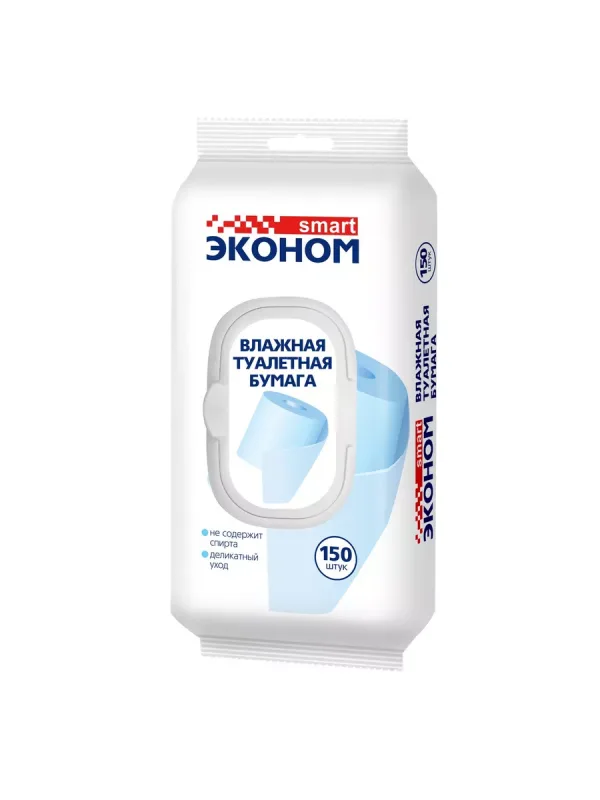 smart
ЭКОНОМ
ВЛАЖНАЯ
ТУАЛЕТНАЯ
БУМАГА
не содержит
спирта
деликатный
уход
150
штук
smart
ЭКОНОМ
ВЛАЖНАЯ
ТУАЛЕТНАЯ
БУМАГА
150
штук